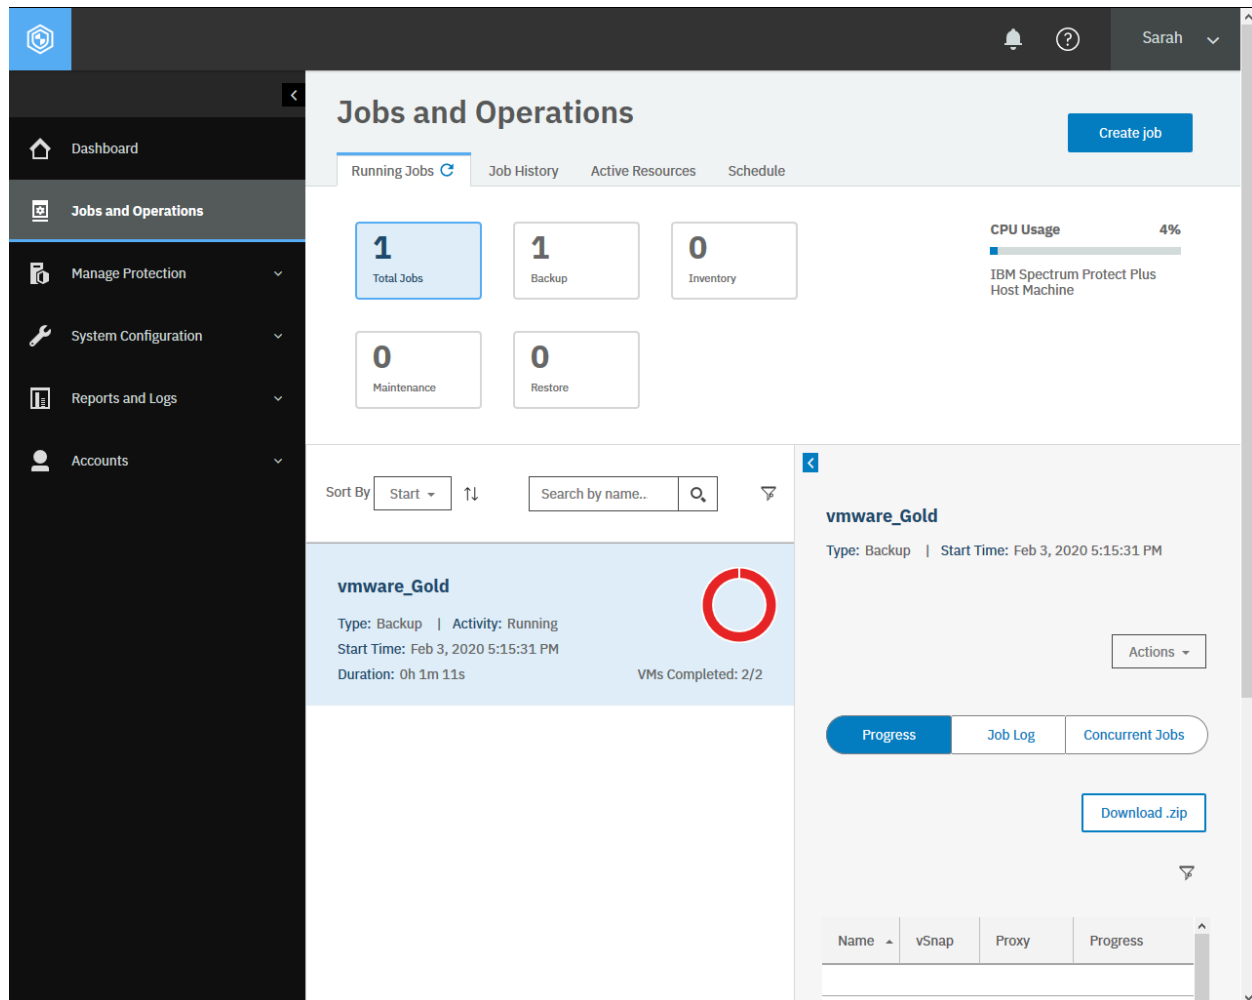 Sarah
Dashboard
Jobs and Operations
Manage Protection
System Configuration
Reports and Logs
Accounts
Jobs and Operations
Create job
Running Jobs Job History Active Resources Schedule
1
Total Jobs
1
Backup
0
Inventory
0
Maintenance
0
Restore
CPU Usage 4%
IBM Spectrum Protect Plus
Host Machine
Sort By Start Search by name..
vmware_Gold
Type: Backup | Activity: Running
Start Time: Feb 3, 2020 5:15:31 PM
Duration: 0h 1m 11s VMs Completed: 2/2
vmware_Gold
Type: Backup | Start Time: Feb 3, 2020 5:15:31 PM
Actions
Progress Job Log Concurrent Jobs
Download .zip
Name vSnap Proxy Progress